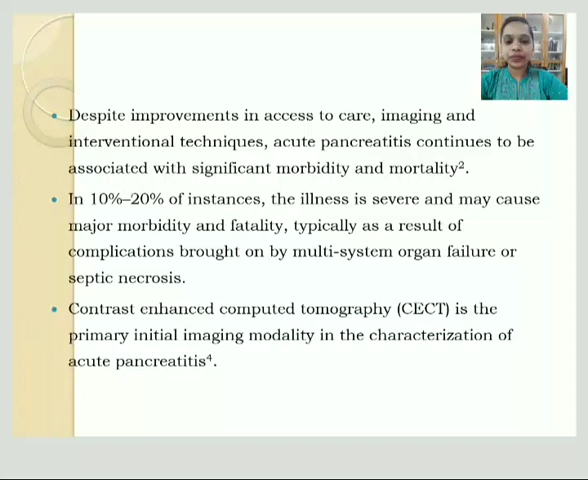 Despite improvements in access to care, imaging and
interventional techniques, acute pancreatitis continues to be
associated with significant morbidity and mortality².
In 10%–20% of instances, the illness is severe and may cause
major morbidity and fatality, typically as a result of
complications brought on by multi-system organ failure or
septic necrosis.
Contrast enhanced computed tomography (CECT) is the
primary initial imaging modality in the characterization of
acute pancreatitis⁴.